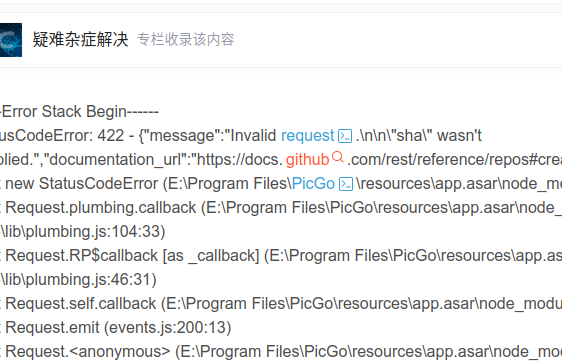 疑难杂症解决 专栏收录该内容
-Error Stack Begin------
usCodeError: 422 - {"message":"Invalid request .\n\n\"sha\" wasn't
plied.","documentation_url":"https://docs. github .com/rest/reference/repos#crea
t new StatusCodeError (E:\Program Files\PicGo \resources\app.asar\node_mo
t Request.plumbing.callback (E:\Program Files\PicGo\resources\app.asar\node_
\lib\plumbing.js:104:33)
t Request.RP$callback [as _callback] (E:\Program Files\PicGo\resources\app.as
\lib\plumbing.js:46:31)
t Request.self.callback (E:\Program Files\PicGo\resources\app.asar\node_modu
t Request.emit (events.js:200:13)
t Request.<anonymous> (E:\Program Files\PicGo\resources\app.asar\node_mo